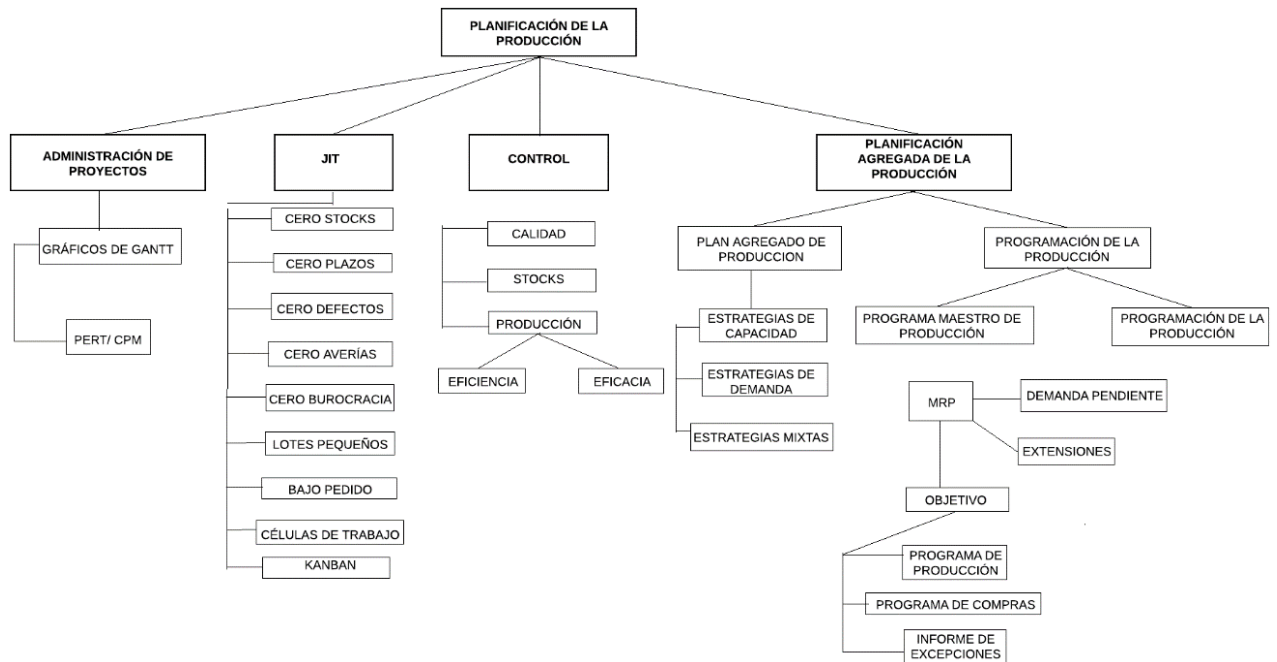 PLANIFICACIÓN DE LA
PRODUCCIÓN
ADMINISTRACIÓN DE
PROYECTOS
JIT
CONTROL
PLANIFICACIÓN
AGREGADA DE LA
PRODUCCIÓN
GRÁFICOS DE GANTT
PERT/ CPM
CERO STOCKS
CERO PLAZOS
CERO DEFECTOS
CERO AVERÍAS
CERO BUROCRACIA
LOTES PEQUEÑOS
BAJO PEDIDO
CÉLULAS DE TRABAJO
KANBAN
CALIDAD
STOCKS
PRODUCCIÓN
EFICIENCIA
EFICACIA
PLAN AGREGADO DE
PRODUCCION
ESTRATEGIAS DE
CAPACIDAD
ESTRATEGIAS DE
DEMANDA
ESTRATEGIAS MIXTAS
PROGRAMACIÓN DE LA
PRODUCCIÓN
PROGRAMA MAESTRO DE
PRODUCCIÓN
PROGRAMACIÓN DE LA
PRODUCCIÓN
MRP
DEMANDA PENDIENTE
EXTENSIONES
OBJETIVO
PROGRAMA DE
PRODUCCIÓN
PROGRAMA DE COMPRAS
INFORME DE
EXCEPCIONES